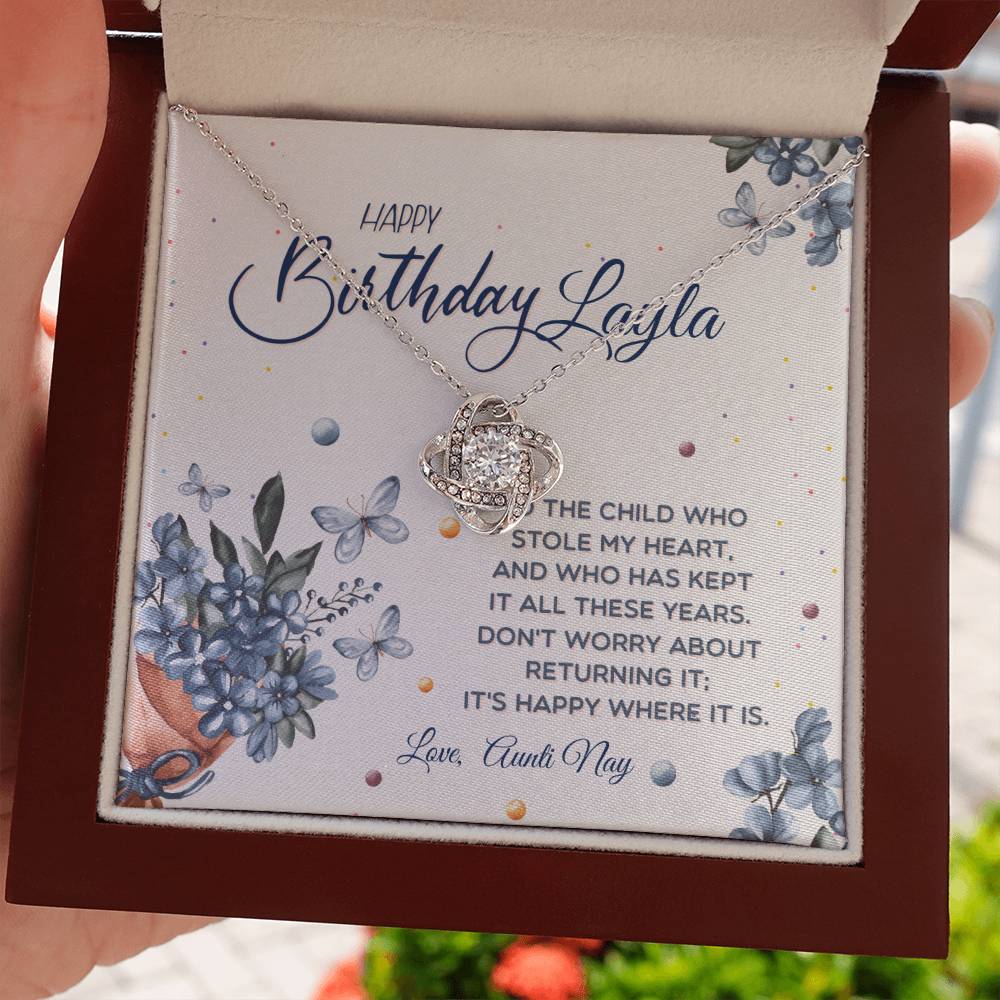 HAPPY
Birthday Layla
THE CHILD WHO
STOLE MY HEART,
AND WHO HAS KEPT
IT ALL THESE YEARS.
DON'T WORRY ABOUT
RETURNING IT;
IT'S HAPPY WHERE IT IS.
Love, Aunti Nay